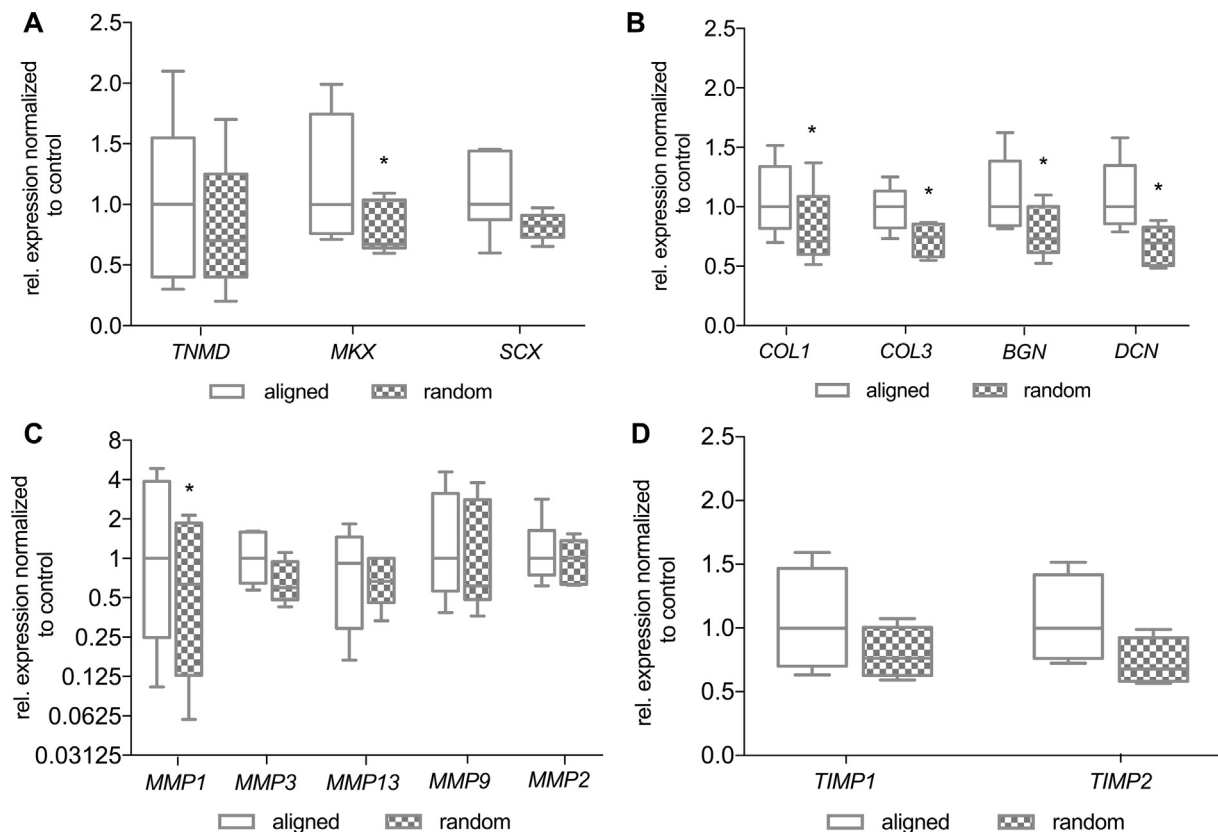 A
rel. expression normalized
to control
2.5
2.0
1.5
1.0
0.5
0.0
*
TNMD MKX SCX
aligned random
B
rel. expression normalized
to control
2.5
2.0
1.5
1.0
0.5
0.0
* * * *
COL1 COL3 BGN DCN
aligned random
C
rel. expression normalized
to control
8
4
2
1
0.5
0.25
0.125
0.0625
0.03125
*
MMP1 MMP3 MMP13 MMP9 MMP2
aligned random
D
rel. expression normalized
to control
2.5
2.0
1.5
1.0
0.5
0.0
TIMP1 TIMP2
aligned random